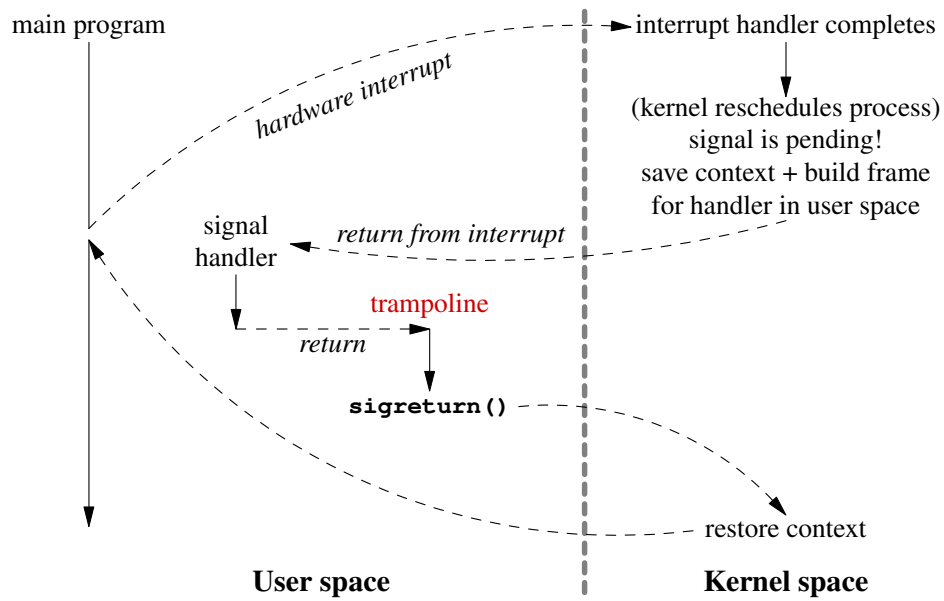 main program
interrupt handler completes
hardware interrupt
(kernel reschedules process)
signal is pending!
save context + build frame
for handler in user space
signal
handler
return from interrupt
trampoline
return
sigreturn()
restore context
User space
Kernel space